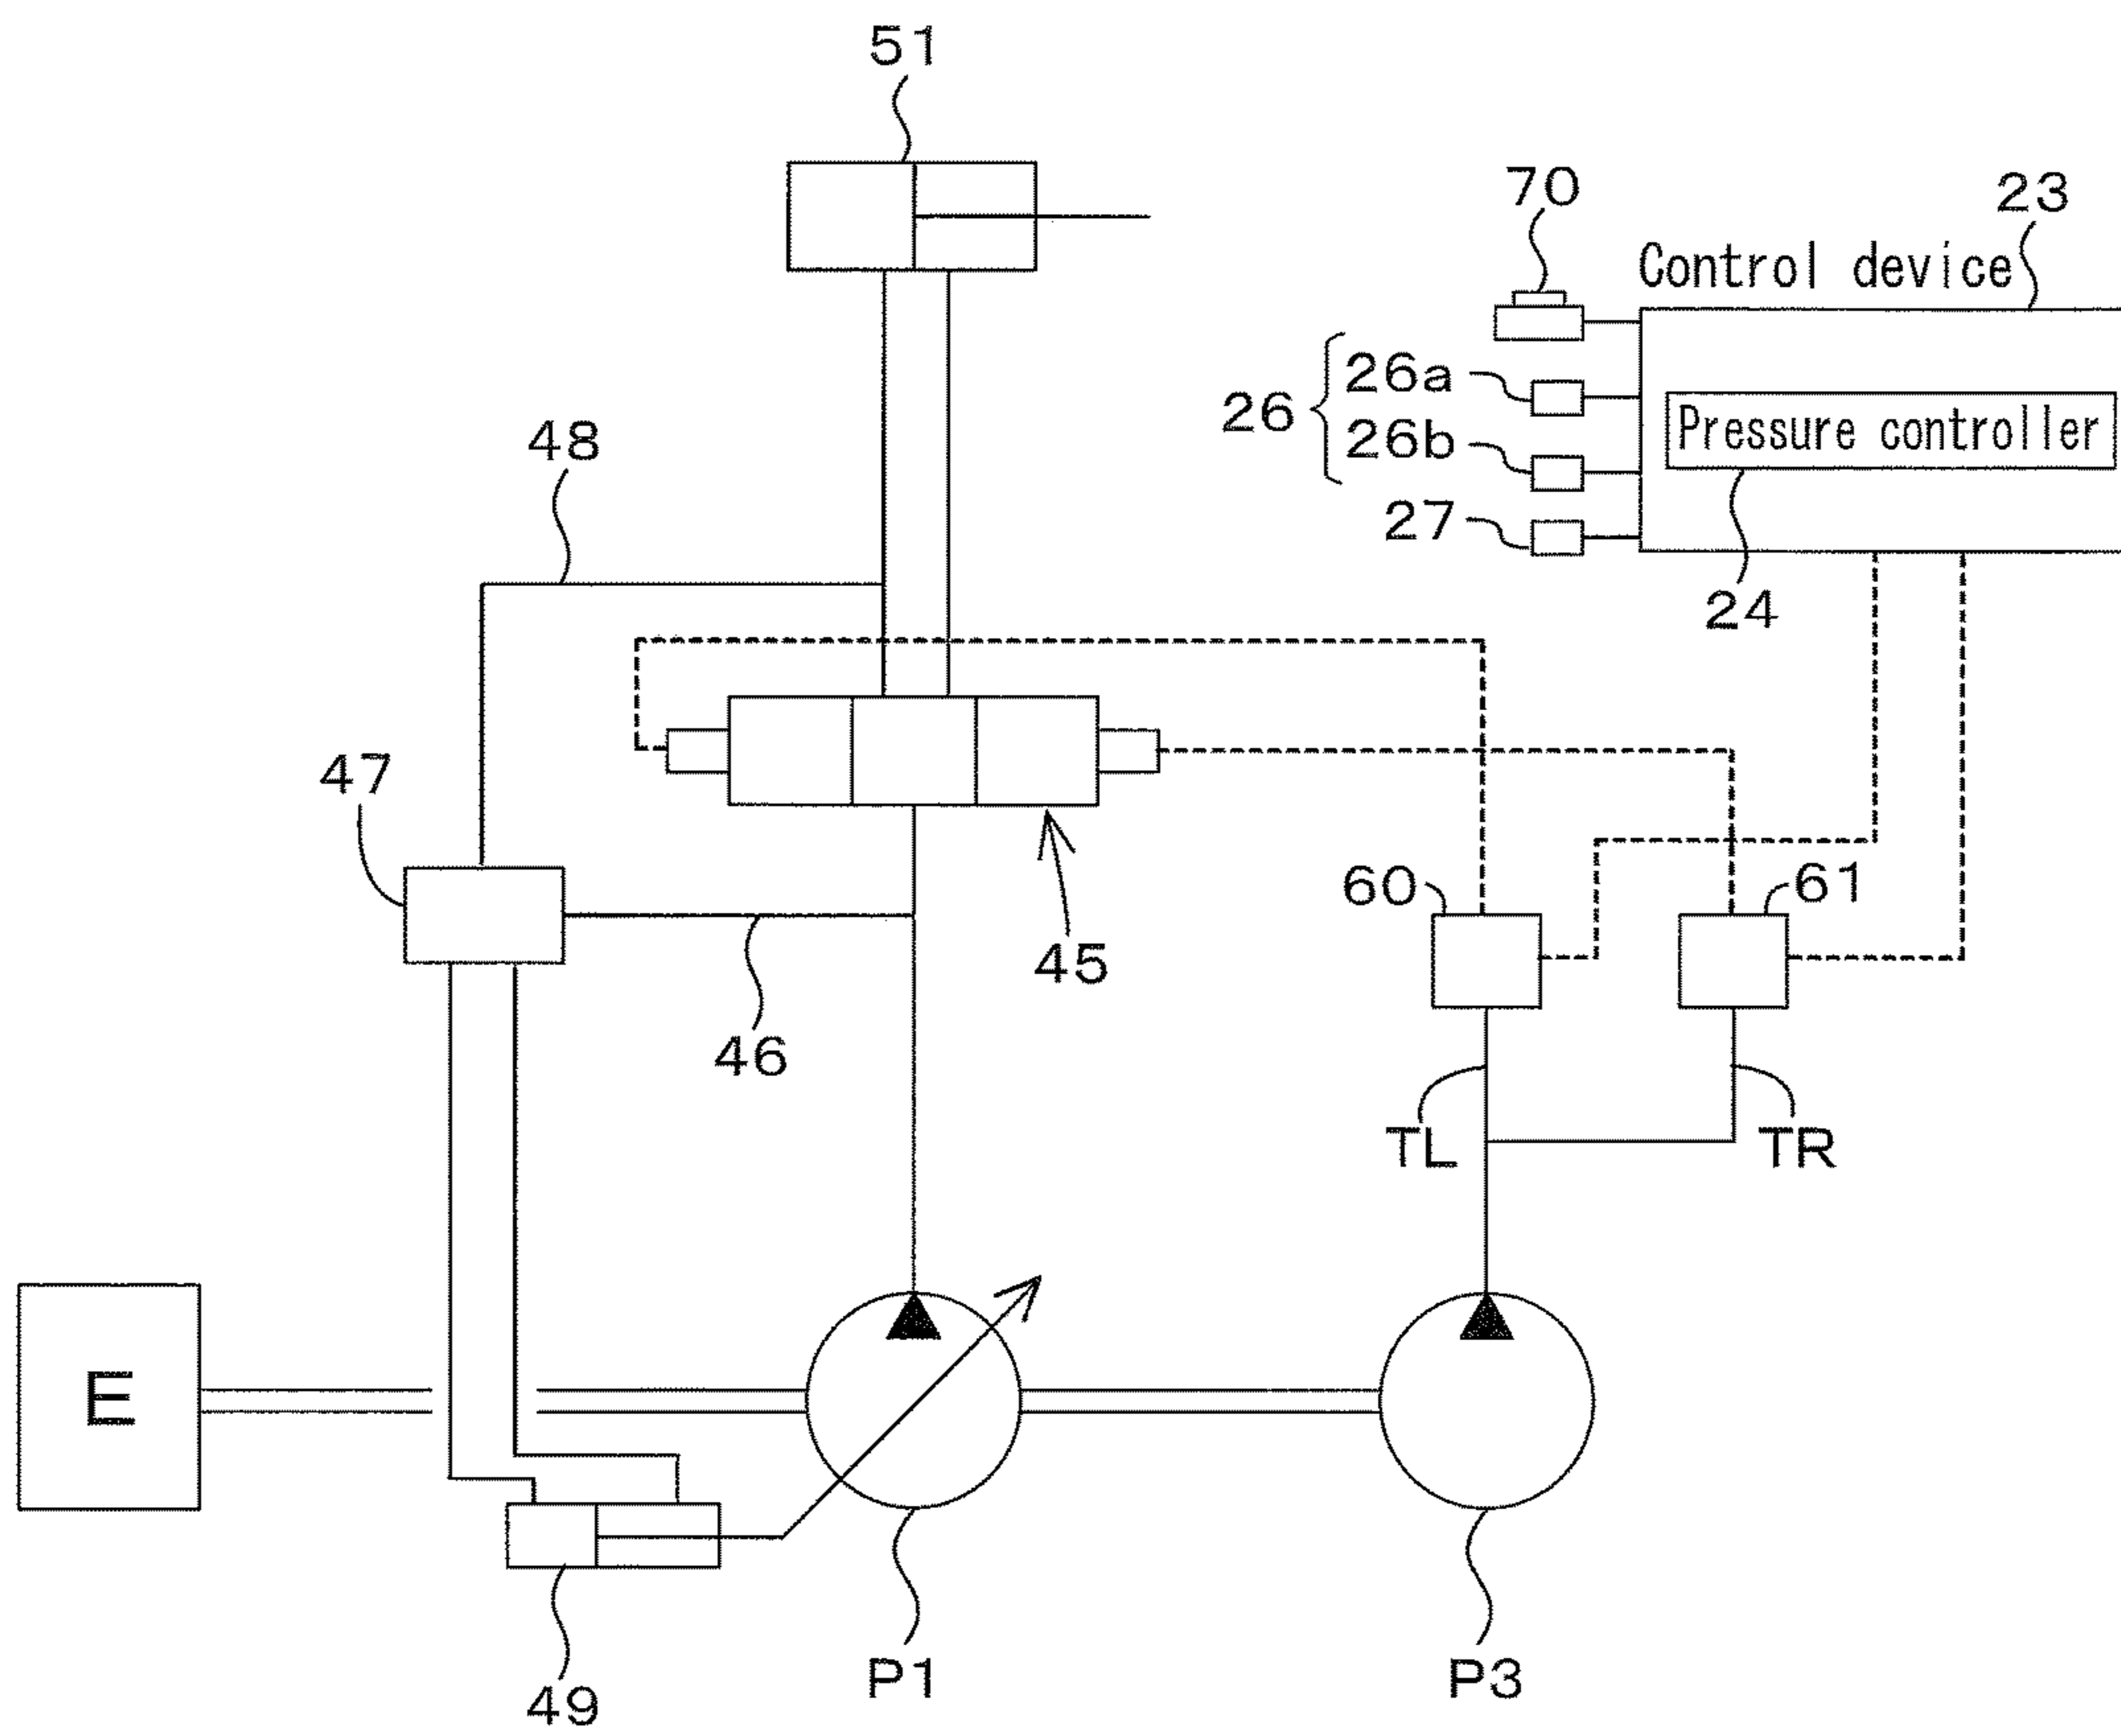 51
70
23
Control device
26a
26
26b
Pressure controller
48
27
24
47
60
61
45
46
TL
TR
E
P1
P3
49